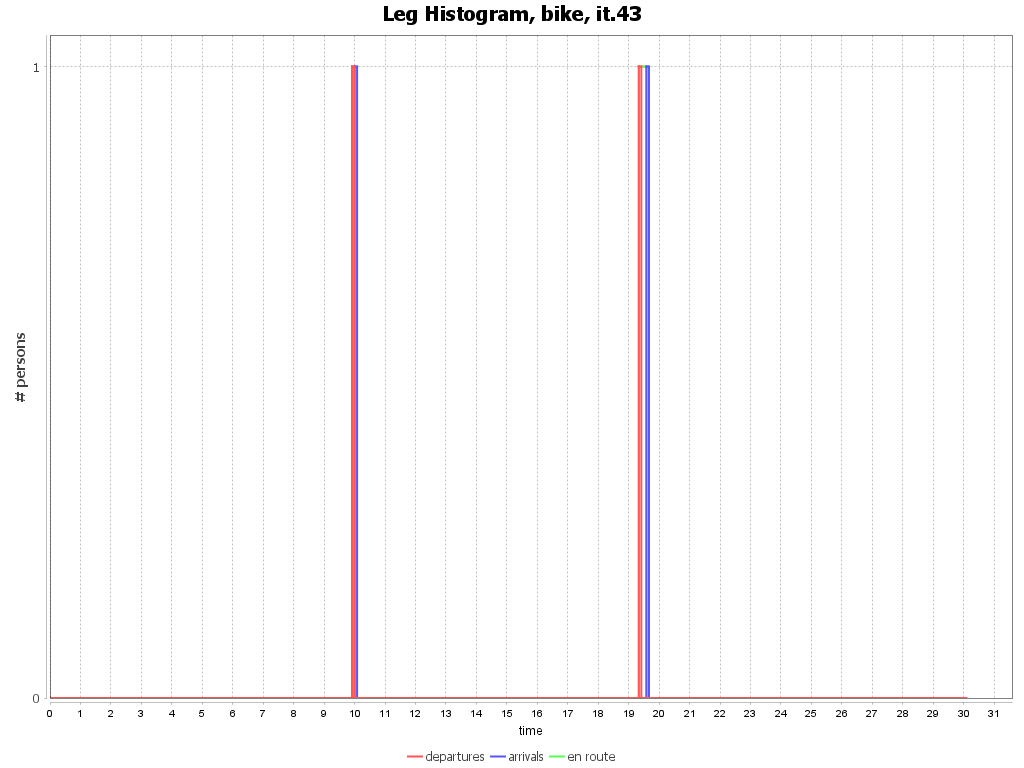 Leg Histogram, bike, it.43
# persons
1
0
0 1 2 3 4 5 6 7 8 9 10 11 12 13 14 15 16 17 18 19 20 21 22 23 24 25 26 27 28 29 30 31
time
departures arrivals en route